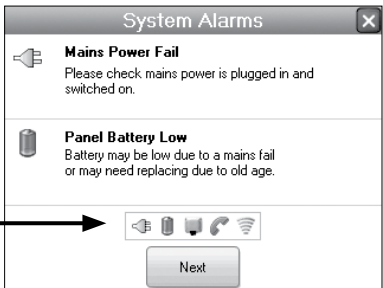 System Alarms
Mains Power Fail
Please check mains power is plugged in and
switched on.
Panel Battery Low
Battery may be low due to a mains fail
or may need replacing due to old age.
Next